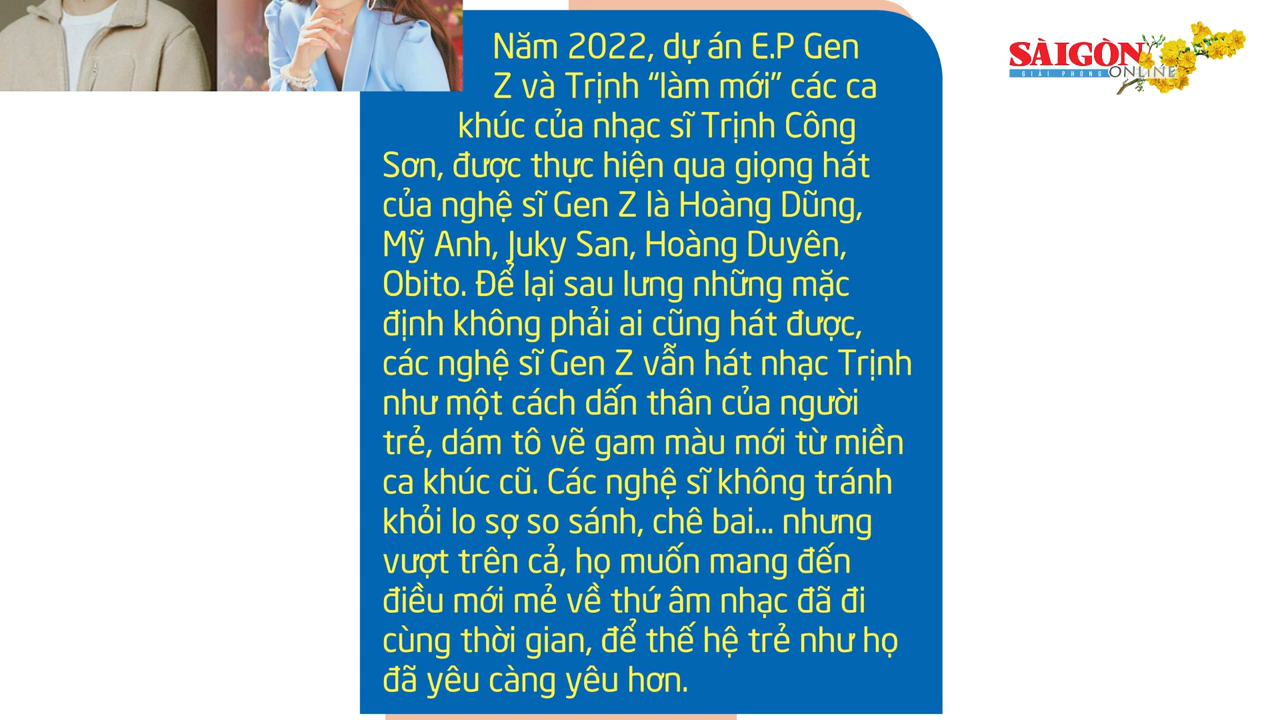 Năm 2022, dự án E.P Gen
Z và Trịnh “làm mới” các ca
khúc của nhạc sĩ Trịnh Công
Sơn, được thực hiện qua giọng hát
của nghệ sĩ Gen Z là Hoàng Dũng,
Mỹ Anh, Juky San, Hoàng Duyên,
Obito. Để lại sau lưng những mặc
định không phải ai cũng hát được,
các nghệ sĩ Gen Z vẫn hát nhạc Trịnh
như một cách dấn thân của người
trẻ, dám tô vẽ gam màu mới từ miền
ca khúc cũ. Các nghệ sĩ không tránh
khỏi lo sợ so sánh, chê bai... nhưng
vượt trên cả, họ muốn mang đến
điều mới mẻ về thứ âm nhạc đã đi
cùng thời gian, để thế hệ trẻ như họ
đã yêu càng yêu hơn.
SÀI GÒN
GIẢI PHÓNG ONLINE